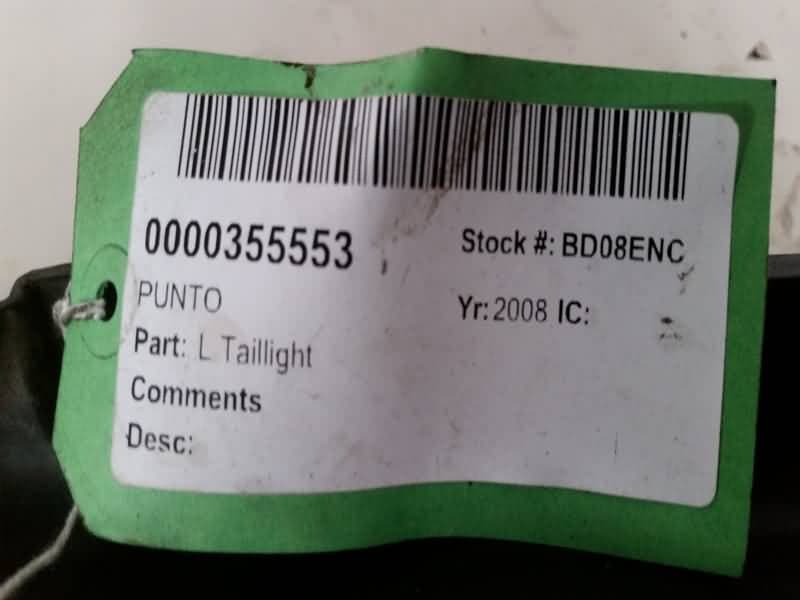 0000355553 Stock #: BD08ENC
PUNTO Yr: 2008 IC:
Part: L Taillight
Comments
Desc: